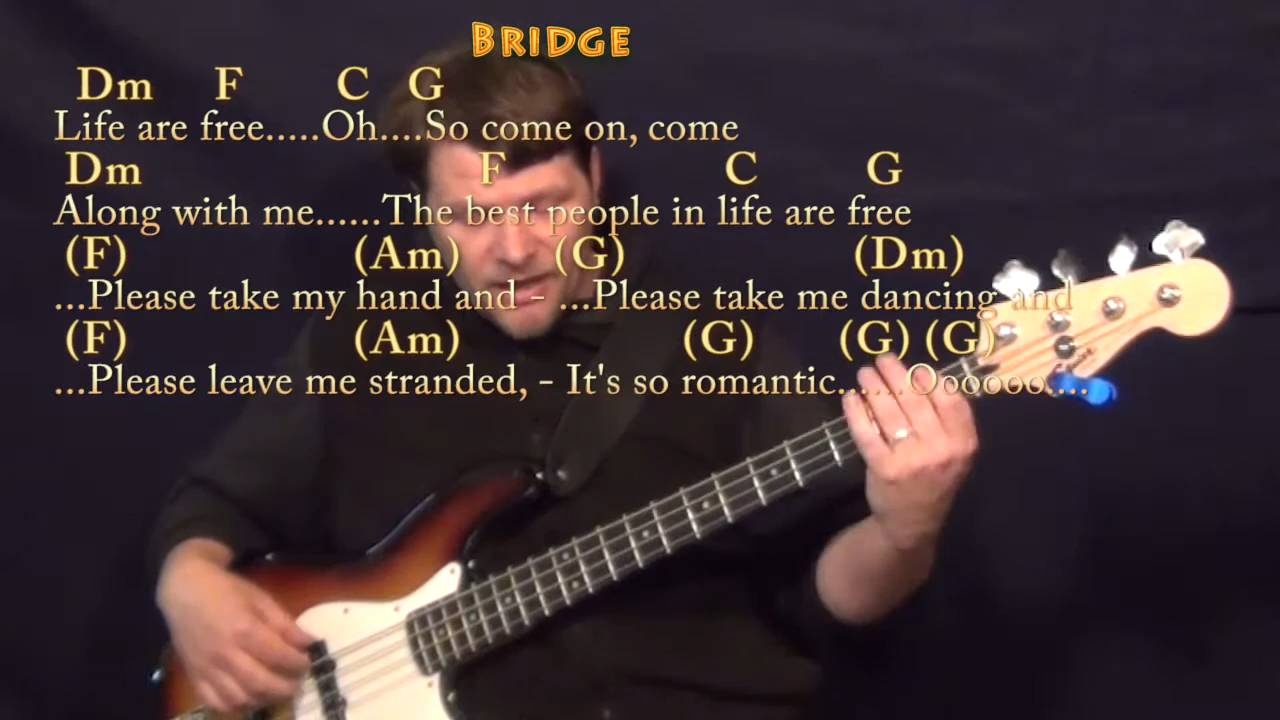 BRIDGE
Dm F C G
Life are free.....Oh....So come on, come
Dm F C G
Along with me......The best people in life are free
(F) (Am) (G) (Dm)
...Please take my hand and - ...Please take me dancing and
(F) (Am) (G) (G) (G)
...Please leave me stranded, - It's so romantic......Oooooo....